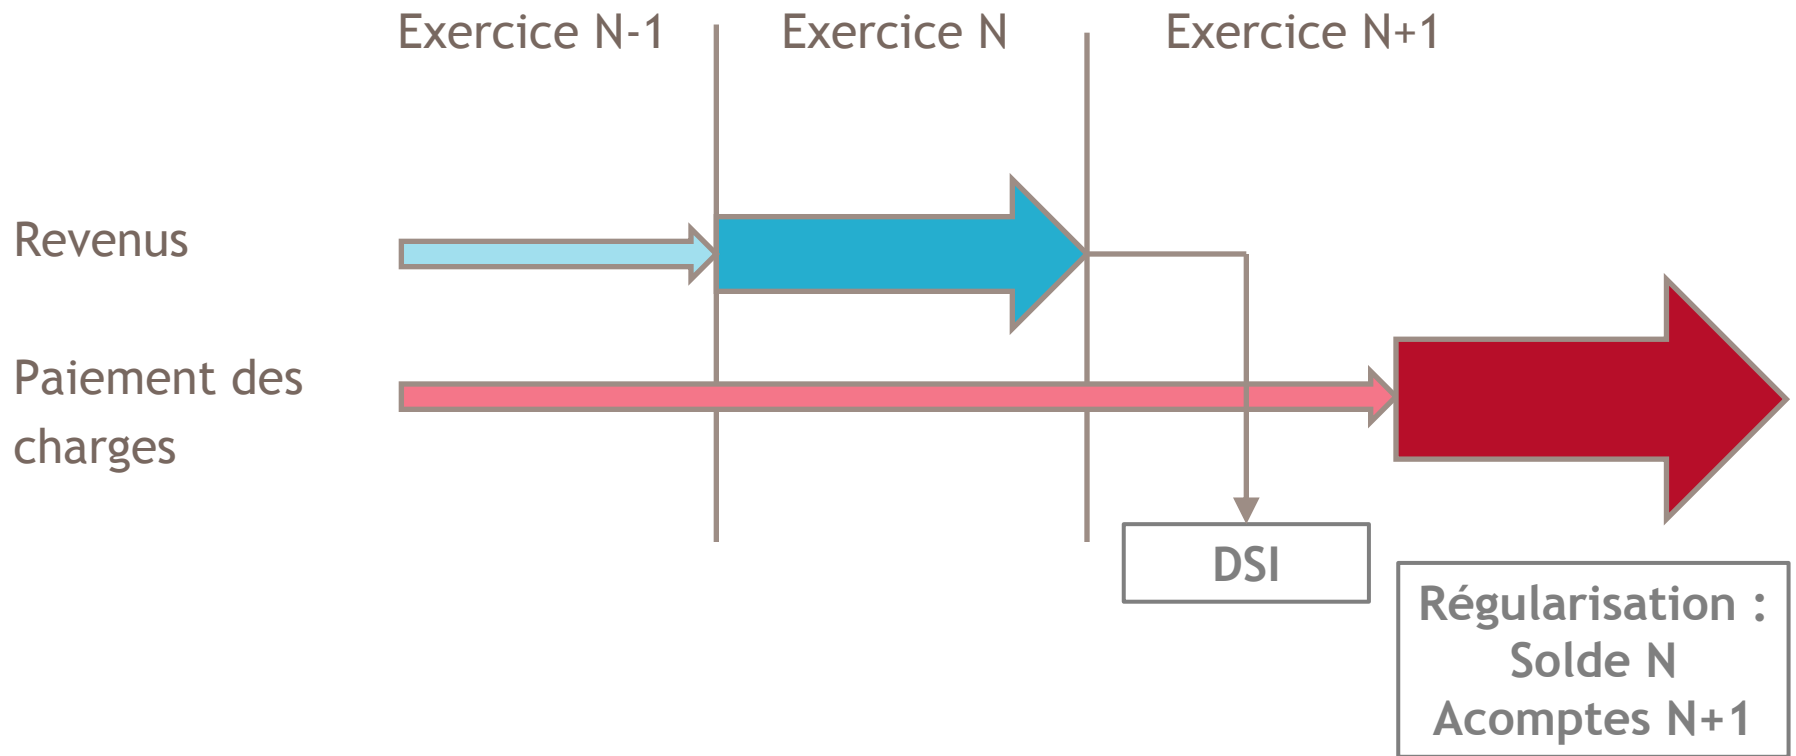 Exercice N-1
Exercice N
Exercice N+1
Revenus
Paiement des
charges
DSI
Régularisation :
Solde N
Acomptes N+1